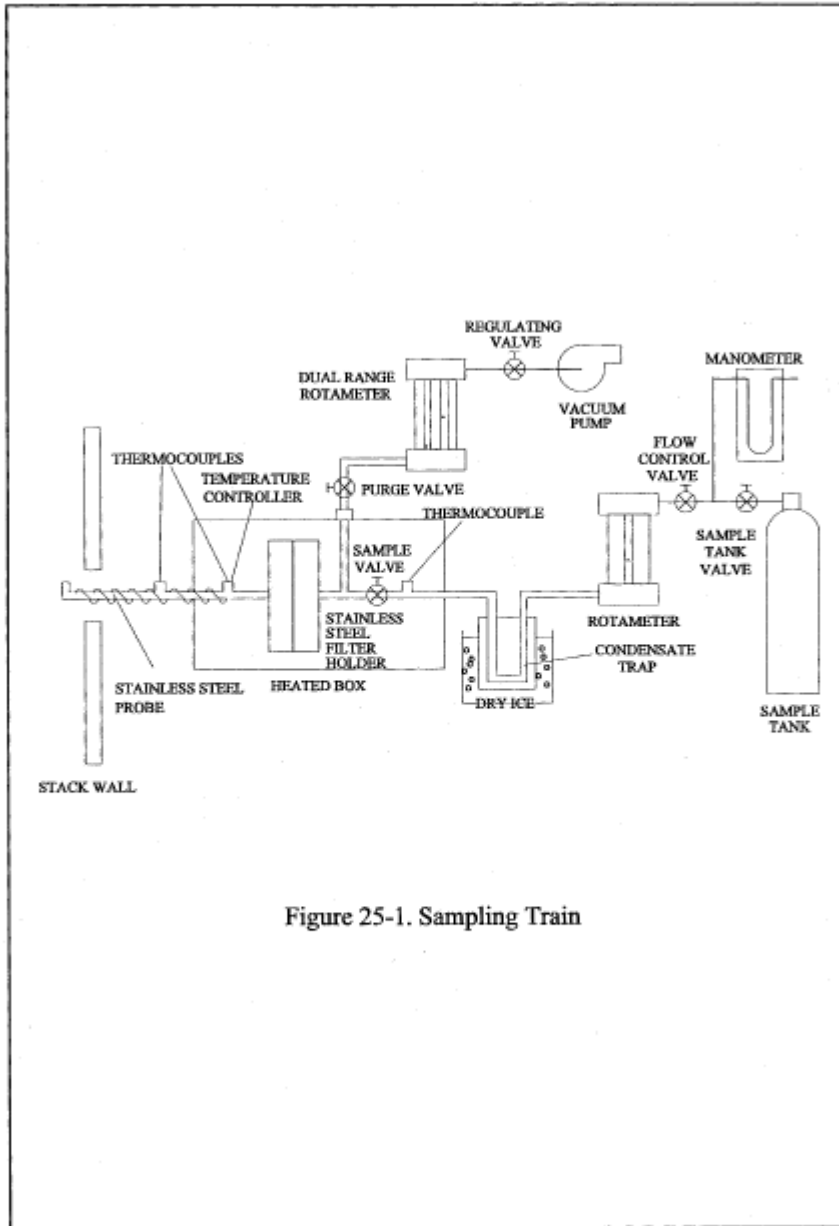 REGULATING
VALVE
MANOMETER
DUAL RANGE
ROTAMETER
VACUUM
PUMP
FLOW
CONTROL
VALVE
THERMOCOUPLES
TEMPERATURE
CONTROLLER
PURGE VALVE
THERMOCOUPLE
SAMPLE
VALVE
SAMPLE
TANK
VALVE
STAINLESS
STEEL
FILTER
HOLDER
ROTAMETER
CONDENSATE
TRAP
HEATED BOX
STAINLESS STEEL
PROBE
DRY ICE
SAMPLE
TANK
STACK WALL
Figure 25-1. Sampling Train